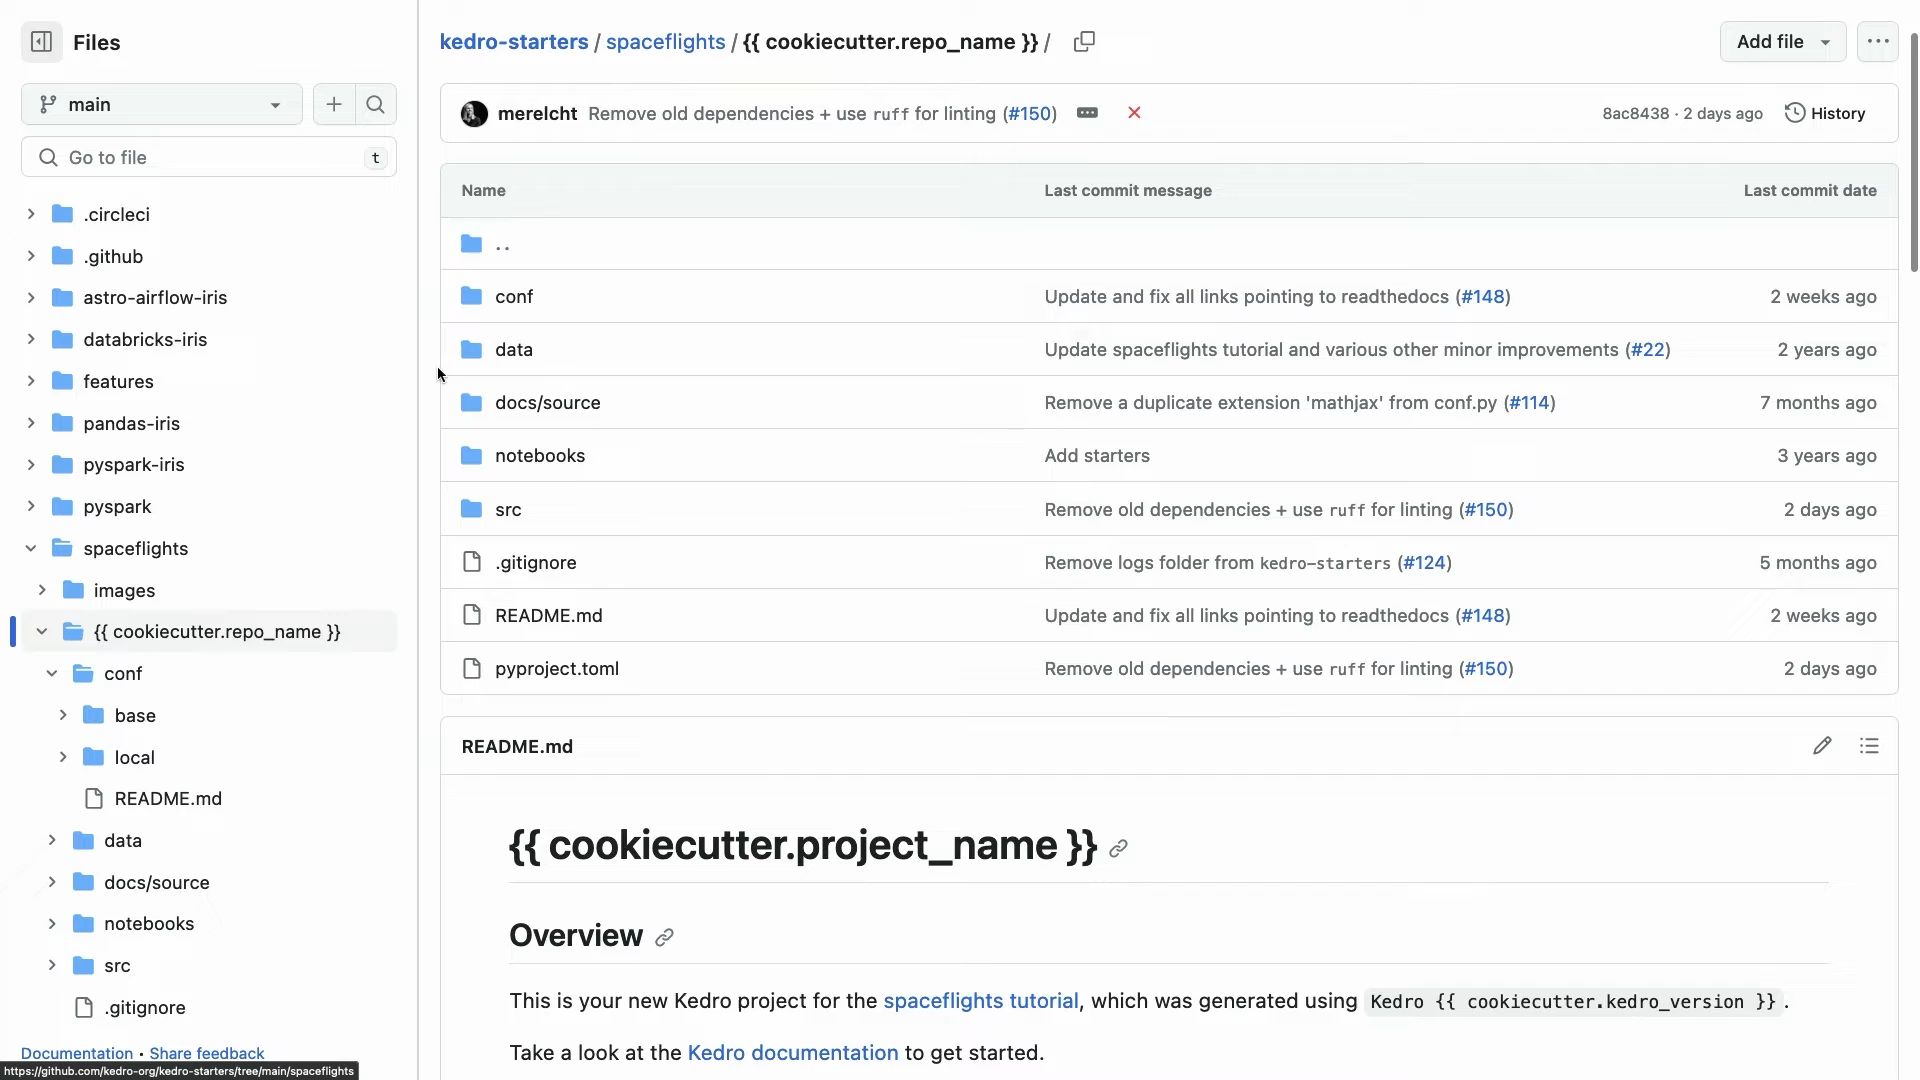 Files
main
Go to file
t
.circleci
.github
astro-airflow-iris
databricks-iris
features
pandas-iris
pyspark-iris
pyspark
spaceflights
images
{{ cookiecutter.repo_name }}
conf
base
local
README.md
data
docs/source
notebooks
src
.gitignore
Documentation • Share feedback
https://github.com/kedro-org/kedro-starters/tree/main/spaceflights
kedro-starters / spaceflights / {{ cookiecutter.repo_name }} /
Add file
merelcht Remove old dependencies + use ruff for linting (#150)
8ac8438 · 2 days ago
History
Name Last commit message Last commit date
..
conf Update and fix all links pointing to readthedocs (#148) 2 weeks ago
data Update spaceflights tutorial and various other minor improvements (#22) 2 years ago
docs/source Remove a duplicate extension 'mathjax' from conf.py (#114) 7 months ago
notebooks Add starters 3 years ago
src Remove old dependencies + use ruff for linting (#150) 2 days ago
.gitignore Remove logs folder from kedro-starters (#124) 5 months ago
README.md Update and fix all links pointing to readthedocs (#148) 2 weeks ago
pyproject.toml Remove old dependencies + use ruff for linting (#150) 2 days ago
README.md
{{ cookiecutter.project_name }}
Overview
This is your new Kedro project for the spaceflights tutorial, which was generated using Kedro {{ cookiecutter.kedro_version }}.
Take a look at the Kedro documentation to get started.